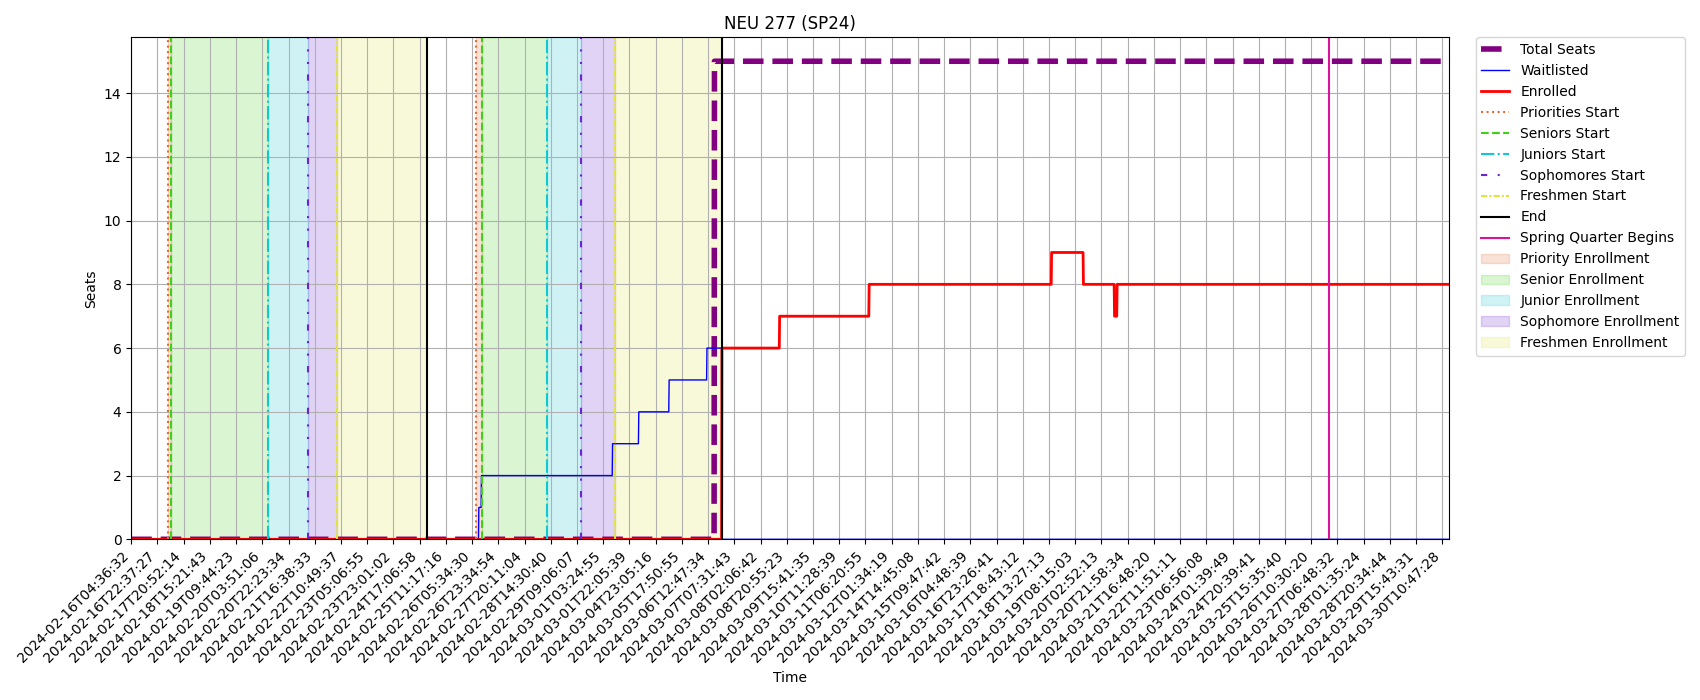 NEU 277 (SP24)
Seats
14
12
10
8
6
4
2
0
Total Seats
Waitlisted
Enrolled
Priorities Start
Seniors Start
Juniors Start
Sophomores Start
Freshmen Start
End
Spring Quarter Begins
Priority Enrollment
Senior Enrollment
Junior Enrollment
Sophomore Enrollment
Freshmen Enrollment
2024-02-16T04:36:32
2024-02-16T22:37:27
2024-02-17T20:52:14
2024-02-18T15:21:43
2024-02-19T09:44:23
2024-02-20T03:51:06
2024-02-20T22:23:34
2024-02-21T16:38:33
2024-02-22T10:49:37
2024-02-23T05:06:55
2024-02-23T23:01:02
2024-02-24T17:06:58
2024-02-25T11:17:16
2024-02-26T05:34:30
2024-02-26T23:34:54
2024-02-27T20:11:04
2024-02-28T14:30:40
2024-02-29T09:06:07
2024-03-01T03:24:55
2024-03-01T22:05:39
2024-03-04T23:05:16
2024-03-05T17:50:55
2024-03-06T12:47:34
2024-03-07T07:31:43
2024-03-08T02:06:42
2024-03-08T20:55:23
2024-03-09T15:41:35
2024-03-10T11:28:39
2024-03-11T06:20:55
2024-03-12T01:34:19
2024-03-14T14:45:08
2024-03-15T09:47:42
2024-03-16T04:48:39
2024-03-16T23:26:41
2024-03-17T18:43:12
2024-03-18T13:27:13
2024-03-19T08:15:03
2024-03-20T02:52:13
2024-03-20T21:58:34
2024-03-21T16:48:20
2024-03-22T11:51:11
2024-03-23T06:56:08
2024-03-24T01:39:49
2024-03-24T20:39:41
2024-03-25T15:35:40
2024-03-26T10:30:20
2024-03-27T06:48:32
2024-03-28T01:35:24
2024-03-28T20:34:44
2024-03-29T15:43:31
2024-03-30T10:47:28
Time